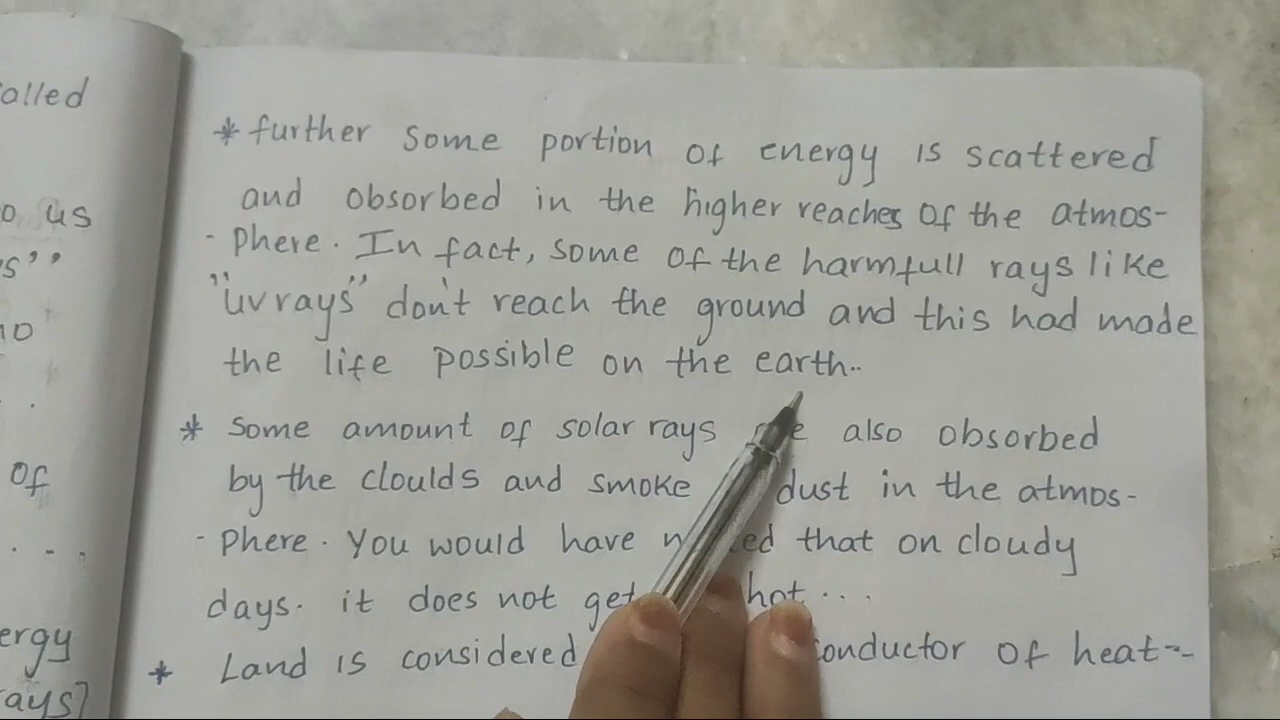 alled
o us
s''
of
ergy
ays]
* further some portion of energy is scattered
and obsorbed in the higher reaches of the atmos-
- phere. In fact, some of the harmfull rays like
"uv rays" don't reach the ground and this had made
the life possible on the earth..
* Some amount of solar rays also obsorbed
by the cloulds and smoke dust in the atmos-
- phere. You would have that on cloudy
days. it does not get hot...
* Land is considered conductor of heat--